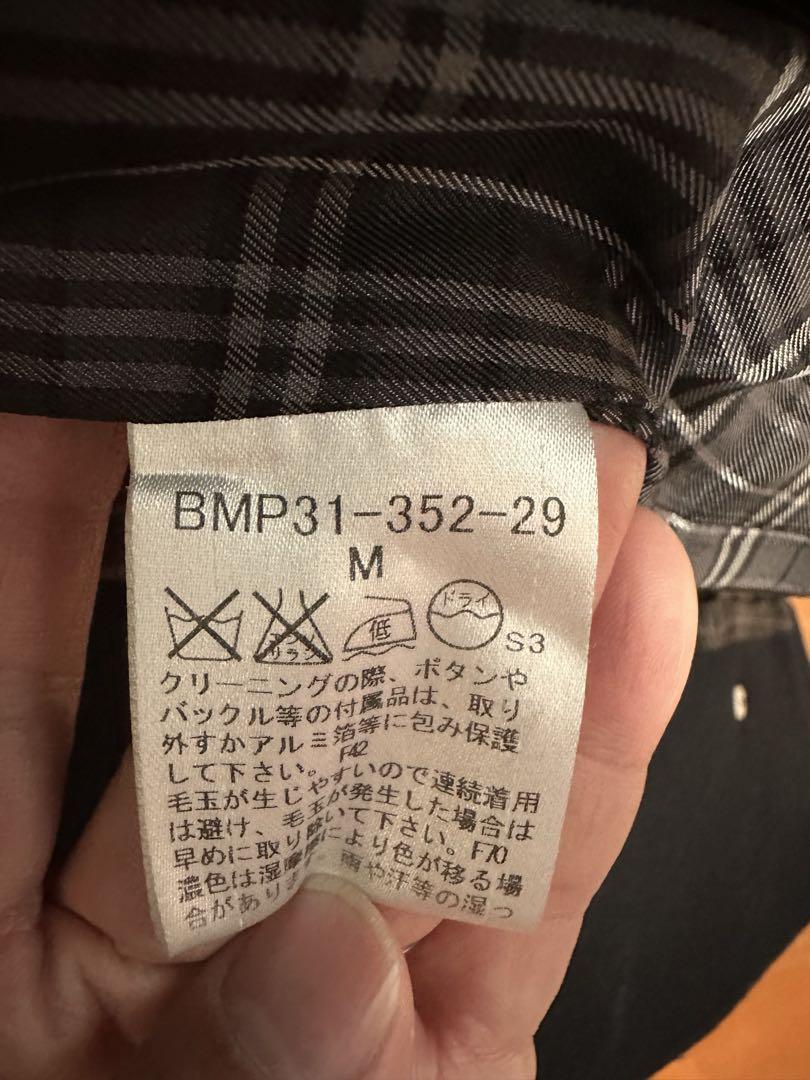 BMP31-352-29
M
低
ドライ
S3
クリーニングの際、ボタンや
バックル等の付属品は、取り
外すかアルミ箔等に包み保護
して下さい。F42
毛玉が生じやすいので連続着用
は避け、毛玉が発生した場合は
早めに取り除いて下さい。F70
濃色は湿摩擦により色が移る場
合があり 雨や汗等の湿っ